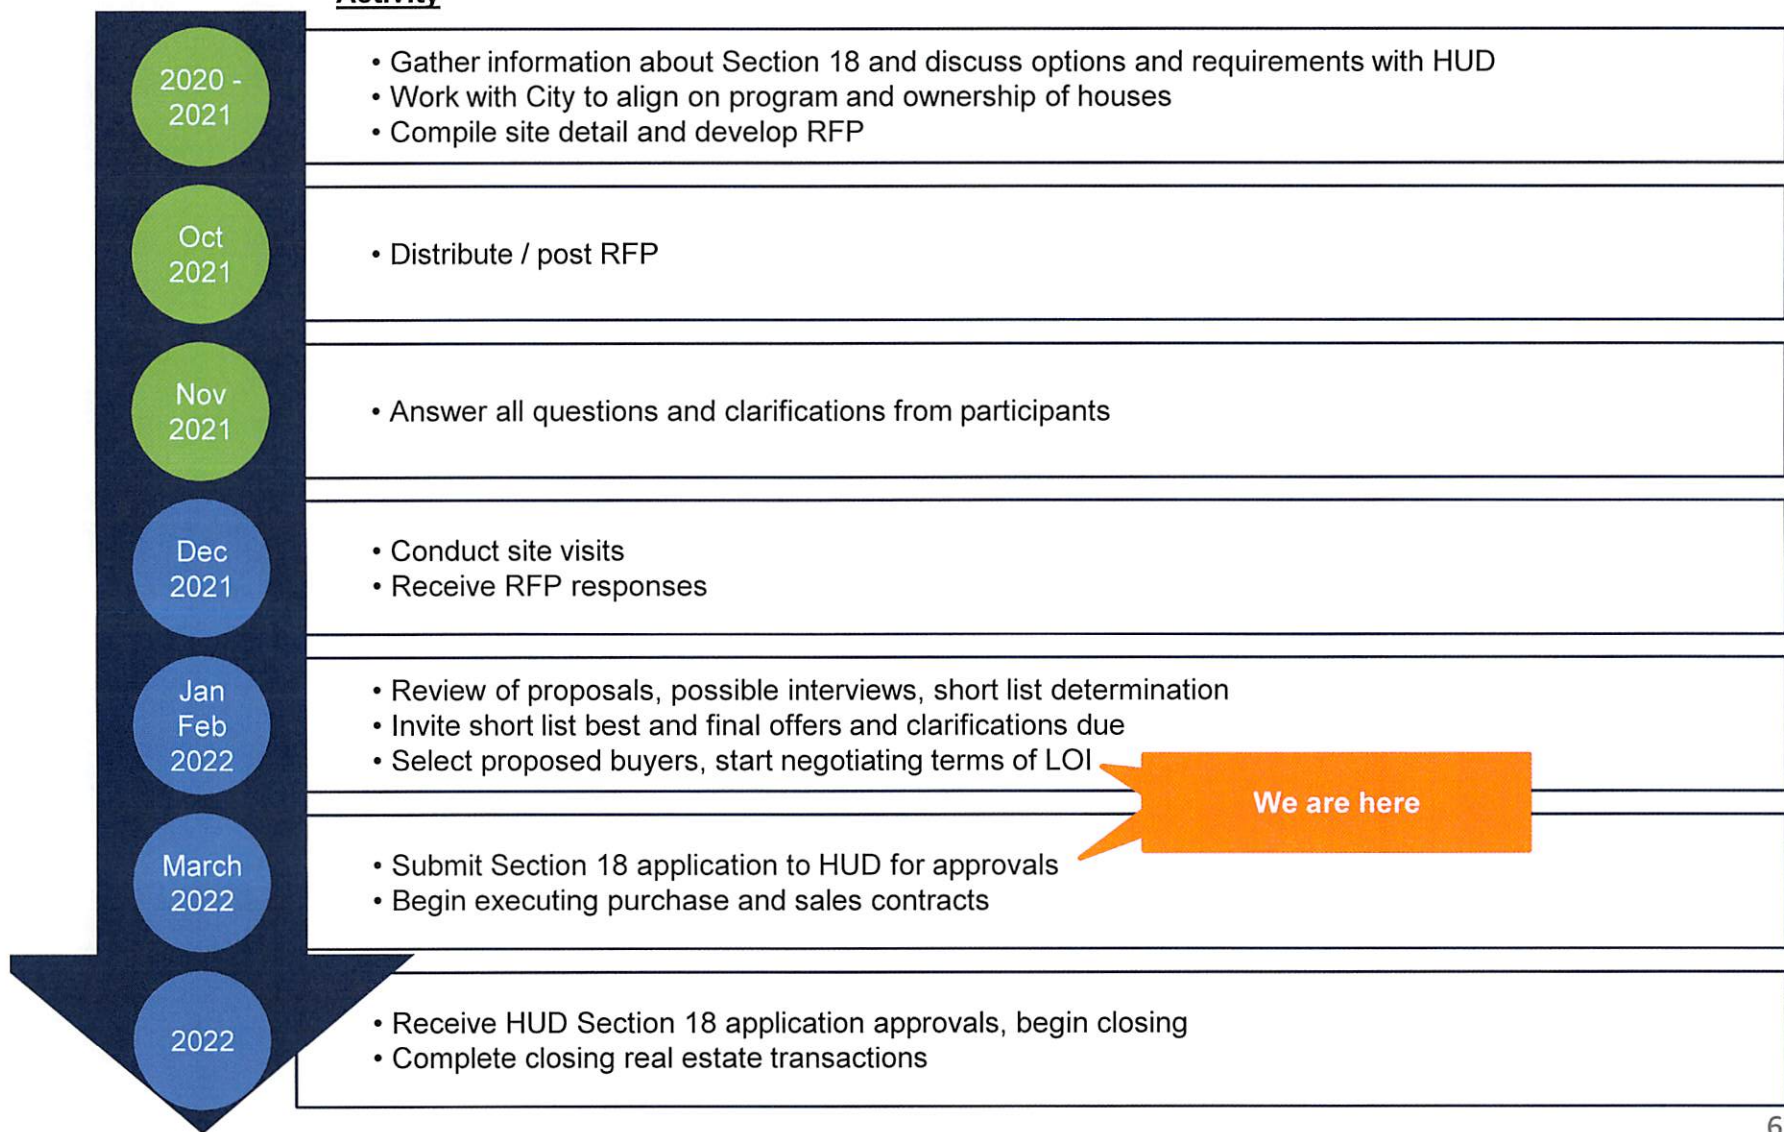 Activity
2020 -
2021
• Gather information about Section 18 and discuss options and requirements with HUD
• Work with City to align on program and ownership of houses
• Compile site detail and develop RFP
Oct
2021
• Distribute / post RFP
Nov
2021
• Answer all questions and clarifications from participants
Dec
2021
• Conduct site visits
• Receive RFP responses
Jan
Feb
2022
• Review of proposals, possible interviews, short list determination
• Invite short list best and final offers and clarifications due
• Select proposed buyers, start negotiating terms of LOI
We are here
March
2022
• Submit Section 18 application to HUD for approvals
• Begin executing purchase and sales contracts
2022
• Receive HUD Section 18 application approvals, begin closing
• Complete closing real estate transactions
6